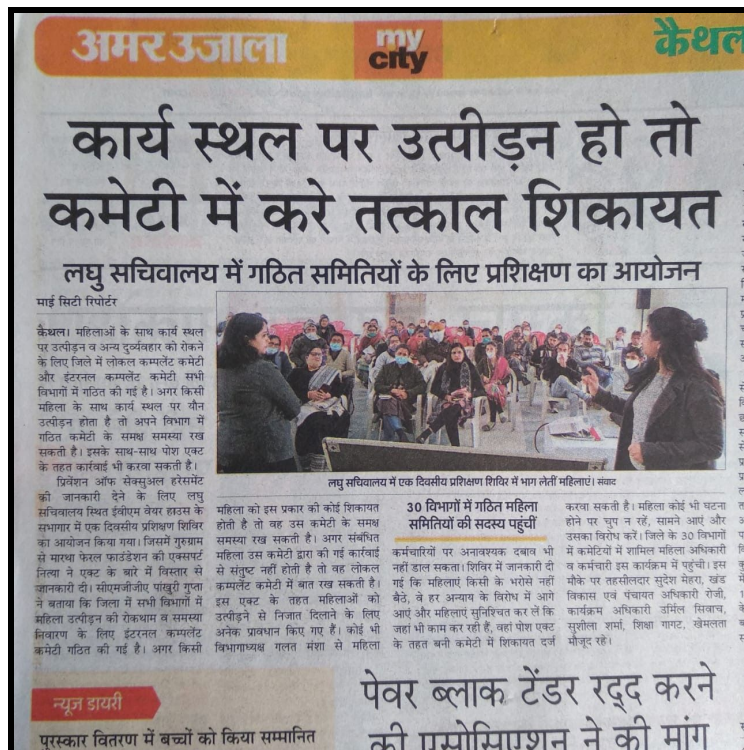 अमर उजाला
my
city
कैथल
कार्य स्थल पर उत्पीड़न हो तो
कमेटी में करे तत्काल शिकायत
लघु सचिवालय में गठित समितियों के लिए प्रशिक्षण का आयोजन
माई सिटी रिपोर्टर
कैथल। महिलाओं के साथ कार्य स्थल
पर उत्पीड़न व अन्य दुर्व्यवहार को रोकने
के लिए जिले में लोकल कम्पलेंट कमेटी
और इंटरनल कम्पलेंट कमेटी सभी
विभागों में गठित की गई है। अगर किसी
महिला के साथ कार्य स्थल पर यौन
उत्पीड़न होता है तो अपने विभाग में
गठित कमेटी के समक्ष समस्या रख
सकती है। इसके साथ-साथ पोश एक्ट
के तहत कार्रवाई भी करवा सकती है।
प्रिवेंशन ऑफ सेक्सुअल हरेसमेंट
की जानकारी देने के लिए लघु
सचिवालय स्थित ईवीएम वेयर हाउस के
सभागार में एक दिवसीय प्रशिक्षण शिविर
का आयोजन किया गया। जिसमें गुरुग्राम
से मारथा फेरल फाउंडेशन की एक्सपर्ट
नित्या ने एक्ट के बारे में विस्तार से
जानकारी दी। सीएमजीजीए पांखुरी गुप्ता
ने बताया कि जिला में सभी विभागों में
महिला उत्पीड़न की रोकथाम व समस्या
निवारण के लिए इंटरनल कम्पलेंट
कमेटी गठित की गई है। अगर किसी
लघु सचिवालय में एक दिवसीय प्रशिक्षण शिविर में भाग लेतीं महिलाएं। संवाद
महिला को इस प्रकार की कोई शिकायत
होती है तो वह उस कमेटी के समक्ष
समस्या रख सकती है। अगर संबंधित
महिला उस कमेटी द्वारा की गई कार्रवाई
से संतुष्ट नहीं होती है तो वह लोकल
कम्पलेंट कमेटी में बात रख सकती है।
इस एक्ट के तहत महिलाओं को
उत्पीड़ने से निजात दिलाने के लिए
अनेक प्रावधान किए गए हैं। कोई भी
विभागाध्यक्ष गलत मंशा से महिला
30 विभागों में गठित महिला
समितियों की सदस्य पहुंचीं
कर्मचारियों पर अनावश्यक दबाव भी
नहीं डाल सकता। शिविर में जानकारी दी
गई कि महिलाएं किसी के भरोसे नहीं
बैठे, वे हर अन्याय के विरोध में आगे
आएं और महिलाएं सुनिश्चत कर लें कि
जहां भी काम कर रही हैं, वहां पोश एक्ट
के तहत बनी कमेटी में शिकायत दर्ज
करवा सकती है। महिला कोई भी घटना
होने पर चुप न रहें, सामने आएं और
उसका विरोध करें। जिले के 30 विभागों
में कमेटियों में शामिल महिला अधिकारी
व कर्मचारी इस कार्यक्रम में पहुंची। इस
मौके पर तहसीलदार सुदेश मेहरा, खंड
विकास एवं पंचायत अधिकारी रोजी,
कार्यक्रम अधिकारी उर्मिल सिवाच,
सुशीला शर्मा, शिक्षा गागट, खेमलता
मौजूद रहे।
न्यूज डायरी
पुरस्कार वितरण में बच्चों को किया सम्मानित
पेवर ब्लाक टेंडर रद्द करने
की एसोसिएशन ने की मांग